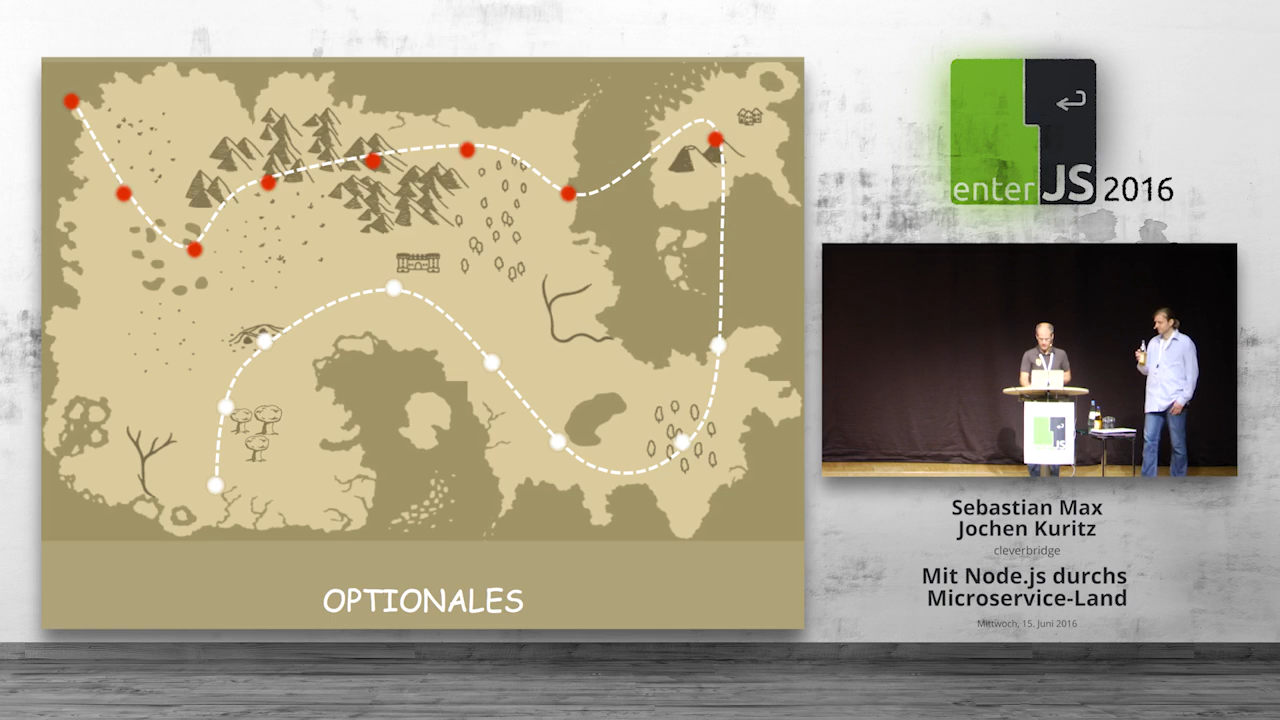 OPTIONALES
enter JS 2016
JS
Sebastian Max
Jochen Kuritz
cleverbridge
Mit Node.js durchs
Microservice-Land
Mittwoch, 15. Juni 2016